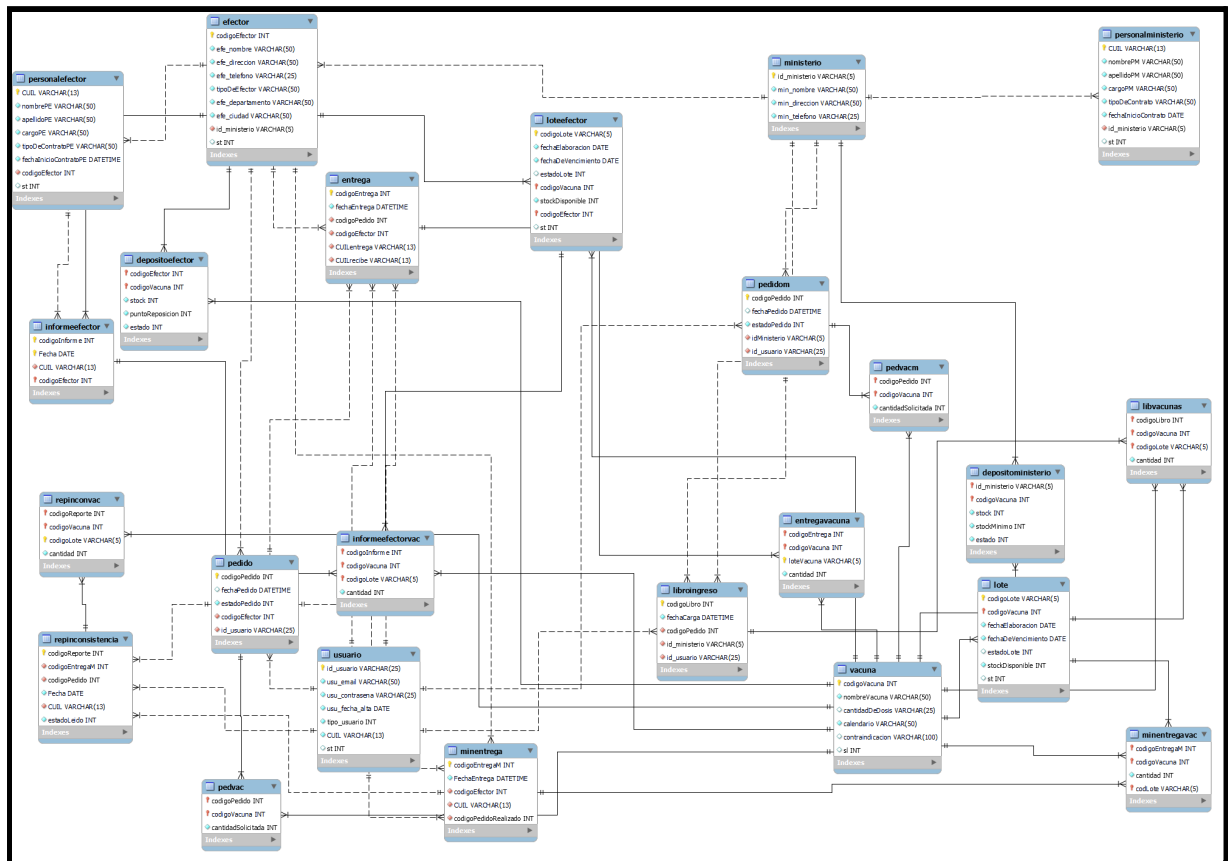 efector
codigoEfector INT
efe_nombre VARCHAR(50)
efe_direccion VARCHAR(50)
efe_telefono VARCHAR(25)
tipoDeEfector VARCHAR(50)
efe_departamento VARCHAR(50)
efe_ciudad VARCHAR(50)
id_ministerio VARCHAR(5)
st INT
Indexes
personalefector
CUIL VARCHAR(13)
nombrePE VARCHAR(50)
apellidoPE VARCHAR(50)
cargoPE VARCHAR(50)
tipoDeContratoPE VARCHAR(50)
fechaInicioContratoPE DATETIME
codigoEfector INT
st INT
Indexes
ministerio
id_ministerio VARCHAR(5)
min_nombre VARCHAR(50)
min_direccion VARCHAR(50)
min_telefono VARCHAR(25)
Indexes
personalministerio
CUIL VARCHAR(13)
nombrePM VARCHAR(50)
apellidoPM VARCHAR(50)
cargoPM VARCHAR(50)
tipoDeContrato VARCHAR(50)
fechaInicioContrato DATE
id_ministerio VARCHAR(5)
st INT
Indexes
loteefector
codigoLote VARCHAR(5)
fechaElaboracion DATE
fechaDeVencimiento DATE
estadoLote INT
codigoVacuna INT
stockDisponible INT
codigoEfector INT
st INT
Indexes
entrega
codigoEntrega INT
fechaEntrega DATETIME
codigoPedido INT
codigoEfector INT
CUILentrega VARCHAR(13)
CUILrecibe VARCHAR(13)
Indexes
depositoefector
codigoEfector INT
codigoVacuna INT
stock INT
puntoReposicion INT
estado INT
Indexes
informeefector
codigoInforme INT
Fecha DATE
CUIL VARCHAR(13)
codigoEfector INT
Indexes
pedidom
codigoPedido INT
fechaPedido DATETIME
estadoPedido INT
idMinisterio VARCHAR(5)
id_usuario VARCHAR(25)
Indexes
pedvacm
codigoPedido INT
codigoVacuna INT
cantidadSolicitada INT
Indexes
libvacunas
codigoLibro INT
codigoVacuna INT
codigoLote VARCHAR(5)
cantidad INT
Indexes
depositoministerio
id_ministerio VARCHAR(5)
codigoVacuna INT
stock INT
stockMinimo INT
estado INT
Indexes
repinconvac
codigoReporte INT
codigoVacuna INT
codigoLote VARCHAR(5)
cantidad INT
Indexes
entregavacuna
codigoEntrega INT
codigoVacuna INT
loteVacuna VARCHAR(5)
cantidad INT
Indexes
informeefectorvac
codigoInforme INT
codigoVacuna INT
codigoLote VARCHAR(5)
cantidad INT
Indexes
pedido
codigoPedido INT
fechaPedido DATETIME
estadoPedido INT
codigoEfector INT
id_usuario VARCHAR(25)
Indexes
libroingreso
codigoLibro INT
fechaCarga DATETIME
codigoPedido INT
id_ministerio VARCHAR(5)
id_usuario VARCHAR(25)
Indexes
lote
codigoLote VARCHAR(5)
codigoVacuna INT
fechaElaboracion DATE
fechaDeVencimiento DATE
estadoLote INT
stockDisponible INT
st INT
Indexes
repinconsistencia
codigoReporte INT
codigoEntregaM INT
codigoPedido INT
Fecha DATE
CUIL VARCHAR(13)
estadoLeido INT
Indexes
usuario
id_usuario VARCHAR(25)
usu_email VARCHAR(50)
usu_contrasena VARCHAR(25)
usu_fecha_alta DATE
tipo_usuario INT
CUIL VARCHAR(13)
st INT
Indexes
vacuna
codigoVacuna INT
nombreVacuna VARCHAR(50)
cantidadDeDosis VARCHAR(25)
calendario VARCHAR(50)
contraindicacion VARCHAR(100)
Indexes
minentrega
codigoEntregaM INT
FechaEntrega DATETIME
codigoEfector INT
CUIL VARCHAR(13)
codigoPedidoRealizado INT
Indexes
minentregavac
codigoEntregaM INT
codigoVacuna INT
cantidad INT
codLote VARCHAR(5)
Indexes
pedvac
codigoPedido INT
codigoVacuna INT
cantidadSolicitada INT
Indexes